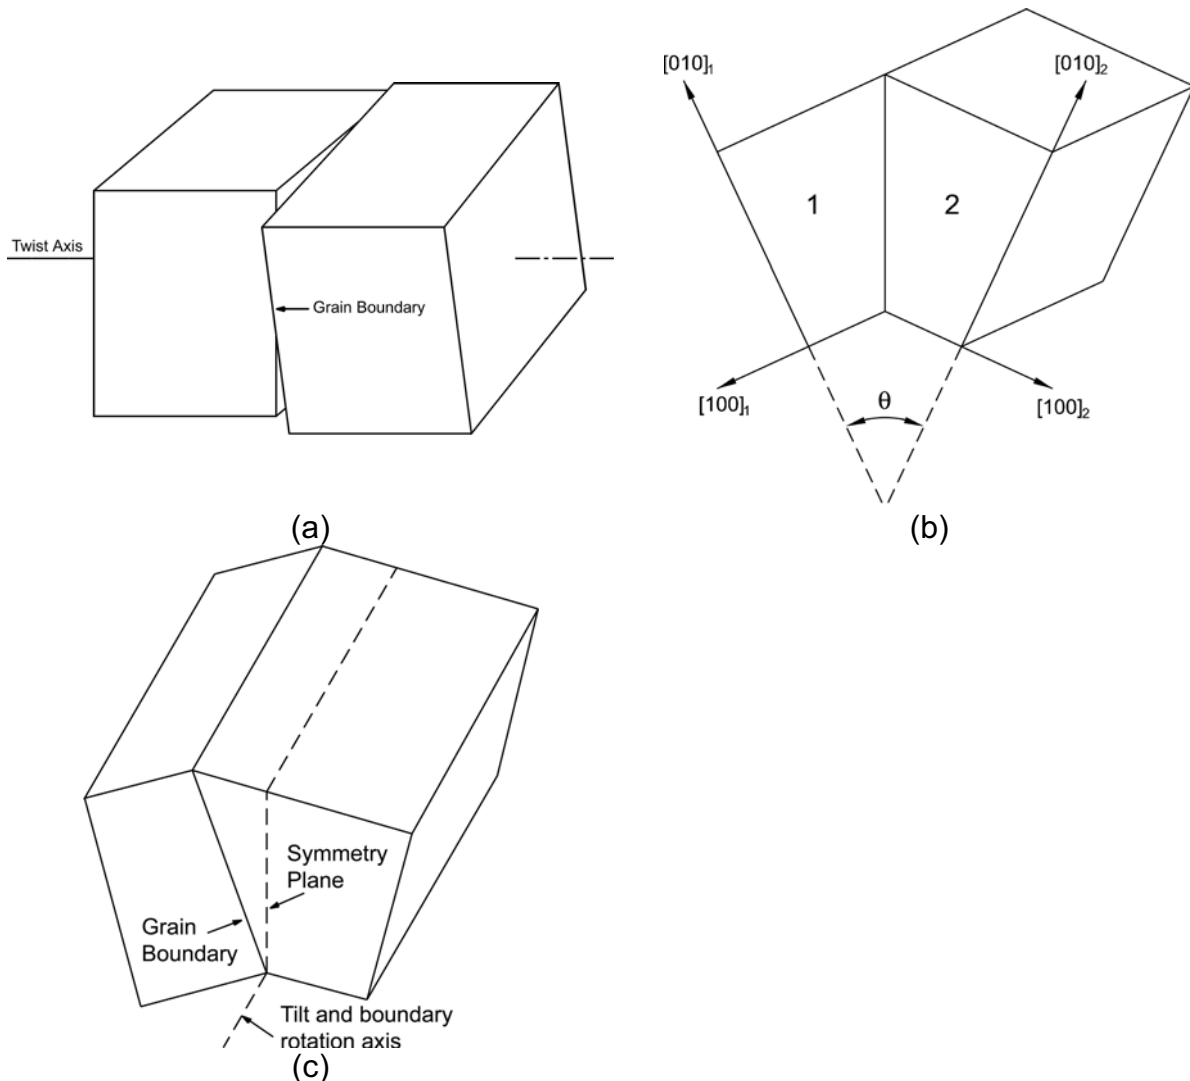 Twist Axis
Grain Boundary
(a)
[010]₁
[010]₂
1
2
[100]₁
[100]₂
θ
(b)
Symmetry
Plane
Grain
Boundary
Tilt and boundary
rotation axis
(c)